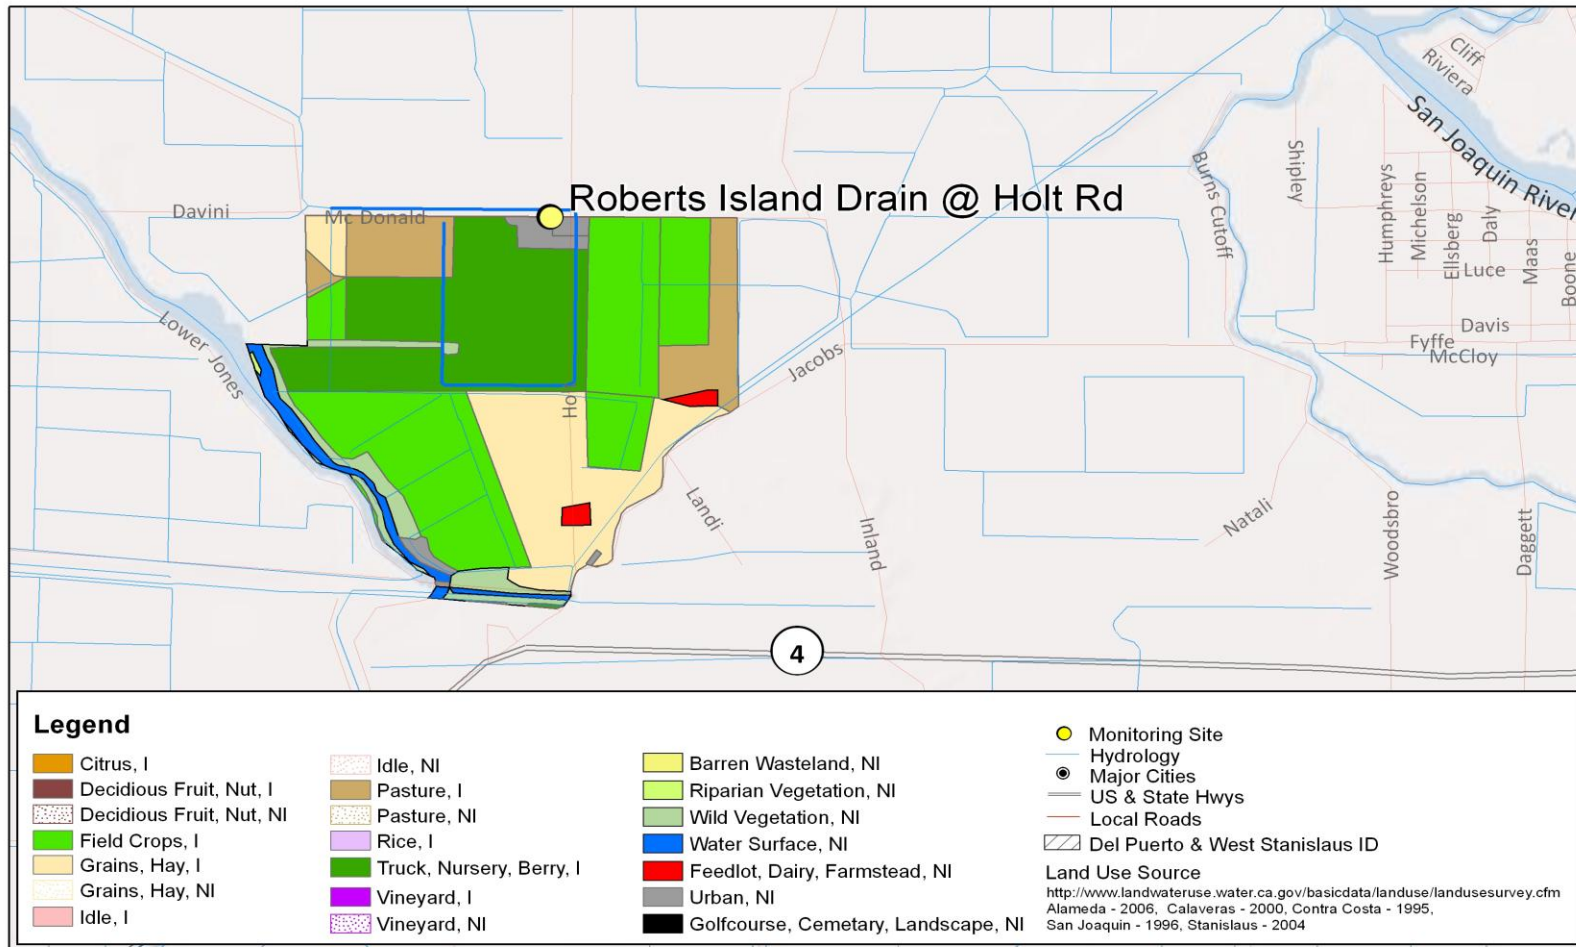 Cliff
Riviera
San Joaquin River
Roberts Island Drain @ Holt Rd
Davini
Mc Donald
Burns Cutoff
Shipley
Humphreys
Michelson
Ellsberg
Daly
Luce
Maas
Boone
Lower Jones
Jacobs
Davis
Fyffe
McCloy
Ho
Landi
Inland
Natali
Woodsbro
Daggett
4
Legend
Citrus, I
Decidious Fruit, Nut, I
Decidious Fruit, Nut, NI
Field Crops, I
Grains, Hay, I
Grains, Hay, NI
Idle, I
Idle, NI
Pasture, I
Pasture, NI
Rice, I
Truck, Nursery, Berry, I
Vineyard, I
Vineyard, NI
Barren Wasteland, NI
Riparian Vegetation, NI
Wild Vegetation, NI
Water Surface, NI
Feedlot, Dairy, Farmstead, NI
Urban, NI
Golfcourse, Cemetary, Landscape, NI
Monitoring Site
Hydrology
Major Cities
US & State Hwys
Local Roads
Del Puerto & West Stanislaus ID
Land Use Source
http://www.landwateruse.water.ca.gov/basicdata/landuse/landusesurvey.cfm
Alameda - 2006, Calaveras - 2000, Contra Costa - 1995,
San Joaquin - 1996, Stanislaus - 2004